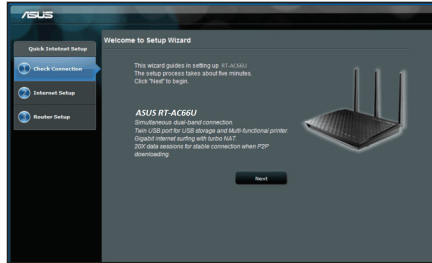 ASUS
Quick Internet Setup
1 Check Connection
2 Internet Setup
3 Router Setup
Welcome to Setup Wizard
This wizard guides in setting up RT-AC66U
The setup process takes about five minutes.
Click "Next" to begin.
ASUS RT-AC66U
Simultaneous dual-band connection.
Twin USB port for USB storage and Multi-functional printer.
Gigabit internet surfing with turbo NAT.
20X data sessions for stable connection when P2P
downloading.
Next